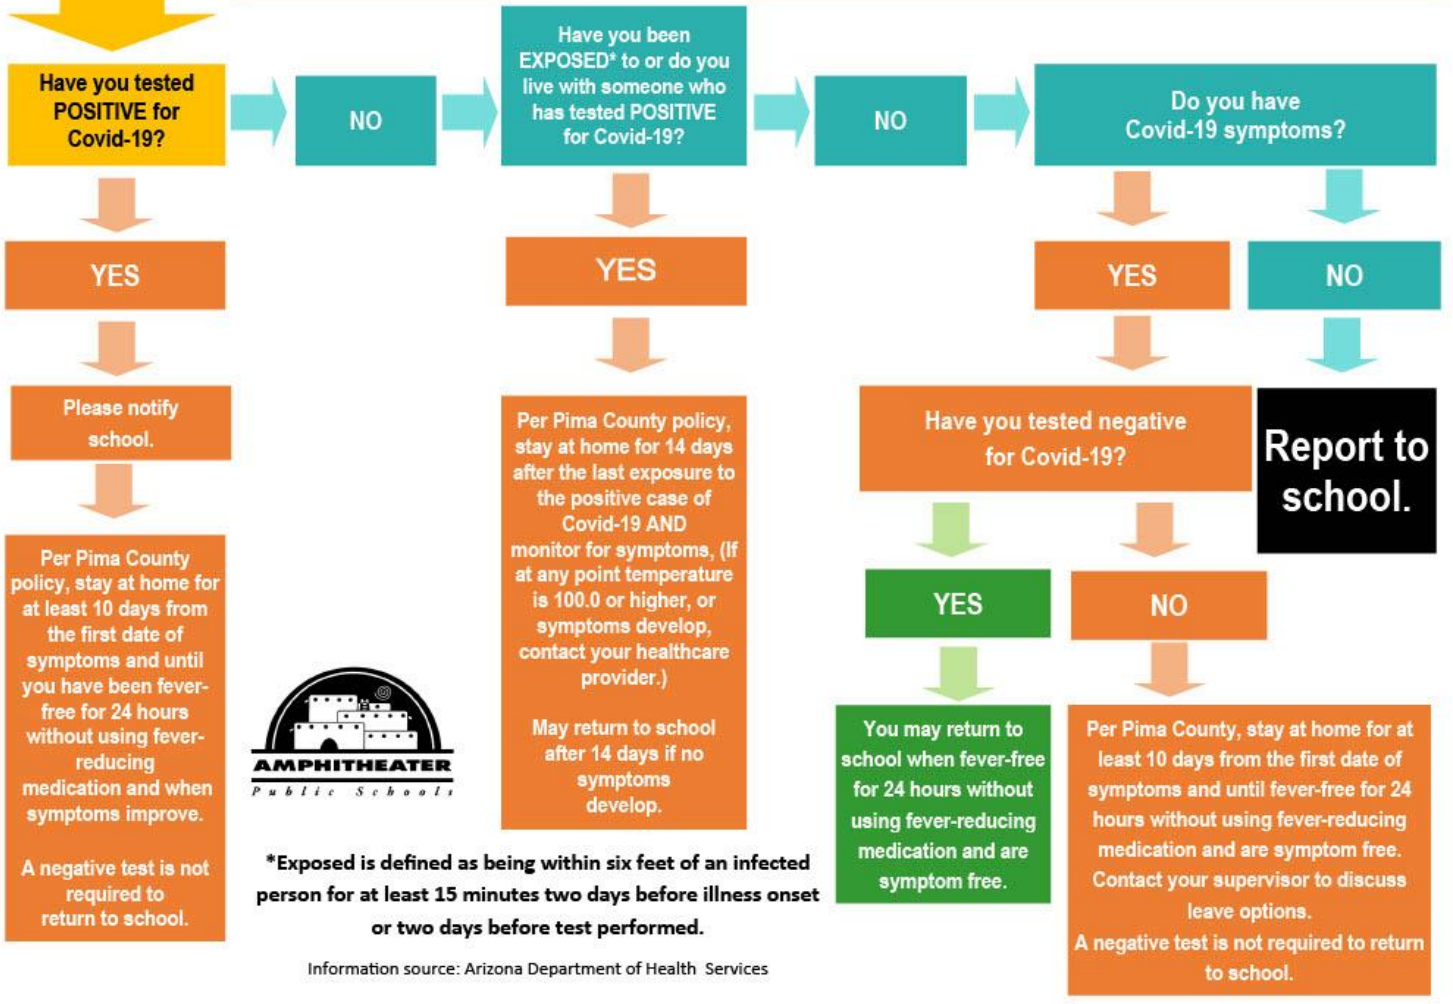 Have you tested
POSITIVE for
Covid-19?
NO
Have you been
EXPOSED* to or do you
live with someone who
has tested POSITIVE
for Covid-19?
NO
Do you have
Covid-19 symptoms?
YES
YES
YES
NO
Please notify
school.
Per Pima County
policy, stay at home for
at least 10 days from
the first date of
symptoms and until
you have been fever-
free for 24 hours
without using fever-
reducing
medication and when
symptoms improve.
A negative test is not
required to
return to school.
Per Pima County policy,
stay at home for 14 days
after the last exposure to
the positive case of
Covid-19 AND
monitor for symptoms, (If
at any point temperature
is 100.0 or higher, or
symptoms develop,
contact your healthcare
provider.)
May return to school
after 14 days if no
symptoms
develop.
Have you tested negative
for Covid-19?
Report to
school.
YES
NO
You may return to
school when fever-free
for 24 hours without
using fever-reducing
medication and are
symptom free.
Per Pima County, stay at home for at
least 10 days from the first date of
symptoms and until fever-free for 24
hours without using fever-reducing
medication and are symptom free.
Contact your supervisor to discuss
leave options.
A negative test is not required to return
to school.
AMPHITHEATER
Public Schools
*Exposed is defined as being within six feet of an infected
person for at least 15 minutes two days before illness onset
or two days before test performed.
Information source: Arizona Department of Health Services